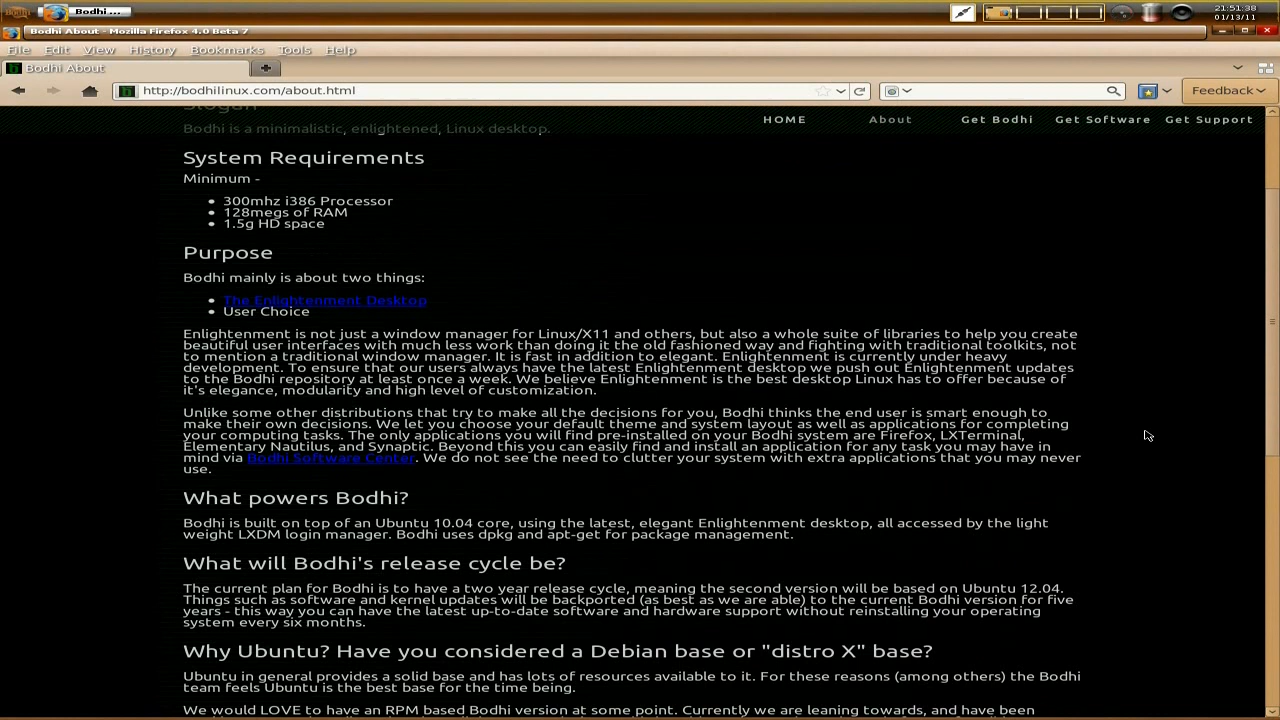 Bodhi ...
21:51:38
01/13/11
Bodhi About - Mozilla Firefox 4.0 Beta 7
File Edit View History Bookmarks Tools Help
Bodhi About
http://bodhilinux.com/about.html
Feedback
HOME About Get Bodhi Get Software Get Support
Slogan
Bodhi is a minimalistic, enlightened, Linux desktop.
System Requirements
Minimum -
300mhz i386 Processor
128megs of RAM
1.5g HD space
Purpose
Bodhi mainly is about two things:
The Enlightenment Desktop
User Choice
Enlightenment is not just a window manager for Linux/X11 and others, but also a whole suite of libraries to help you create
beautiful user interfaces with much less work than doing it the old fashioned way and fighting with traditional toolkits, not
to mention a traditional window manager. It is fast in addition to elegant. Enlightenment is currently under heavy
development. To ensure that our users always have the latest Enlightenment desktop we push out Enlightenment updates
to the Bodhi repository at least once a week. We believe Enlightenment is the best desktop Linux has to offer because of
it's elegance, modularity and high level of customization.
Unlike some other distributions that try to make all the decisions for you, Bodhi thinks the end user is smart enough to
make their own decisions. We let you choose your default theme and system layout as well as applications for completing
your computing tasks. The only applications you will find pre-installed on your Bodhi system are Firefox, LXTerminal,
Elementary Nautilus, and Synaptic. Beyond this you can easily find and install an application for any task you may have in
mind via Bodhi Software Center. We do not see the need to clutter your system with extra applications that you may never
use.
What powers Bodhi?
Bodhi is built on top of an Ubuntu 10.04 core, using the latest, elegant Enlightenment desktop, all accessed by the light
weight LXDM login manager. Bodhi uses dpkg and apt-get for package management.
What will Bodhi's release cycle be?
The current plan for Bodhi is to have a two year release cycle, meaning the second version will be based on Ubuntu 12.04.
Things such as software and kernel updates will be backported (as best as we are able) to the current Bodhi version for five
years - this way you can have the latest up-to-date software and hardware support without reinstalling your operating
system every six months.
Why Ubuntu? Have you considered a Debian base or "distro X" base?
Ubuntu in general provides a solid base and has lots of resources available to it. For these reasons (among others) the Bodhi
team feels Ubuntu is the best base for the time being.
We would LOVE to have an RPM based Bodhi version at some point. Currently we are leaning towards, and have been